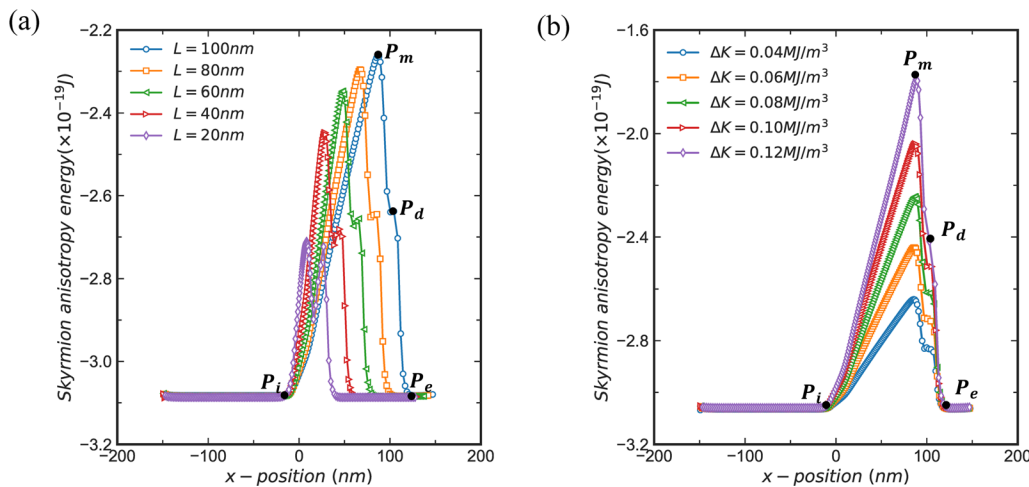 (a)
−2.2
−2.4
−2.6
−2.8
−3.0
−3.2
Skyrmion anisotropy energy(×10⁻¹⁹J)
L = 100nm
L = 80nm
L = 60nm
L = 40nm
L = 20nm
P_m
P_d
P_i
P_e
−200
−100
0
100
200
x − position (nm)
(b)
−1.6
−2.0
−2.4
−2.8
−3.2
Skyrmion anisotropy energy(×10⁻¹⁹J)
ΔK = 0.04MJ/m³
ΔK = 0.06MJ/m³
ΔK = 0.08MJ/m³
ΔK = 0.10MJ/m³
ΔK = 0.12MJ/m³
P_m
P_d
P_i
P_e
−200
−100
0
100
200
x − position (nm)